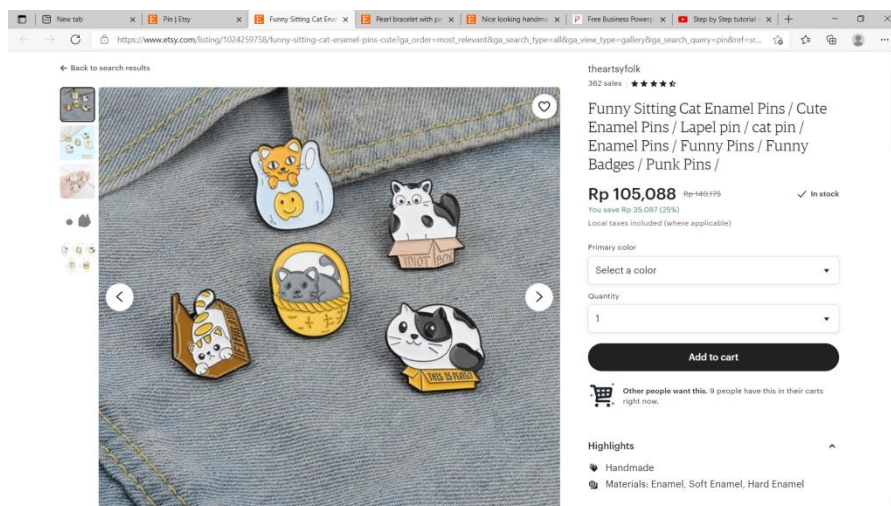 New tab
Pin | Etsy
Funny Sitting Cat Ena
Pearl bracelet with pe
Nice looking handma
Free Business Powerp
Step by Step tutorial
https://www.etsy.com/listing/1024259758/funny-sitting-cat-enamel-pins-cute?ga_order=most_relevant&ga_search_type=all&ga_view_type=gallery&ga_search_query=pin&ref=sr...
Back to search results
theartsyfolk
362 sales
Funny Sitting Cat Enamel Pins / Cute
Enamel Pins / Lapel pin / cat pin /
Enamel Pins / Funny Pins / Funny
Badges / Punk Pins /
Rp 105,088 Rp 140,175 In stock
You save Rp 35,087 (25%)
Local taxes included (where applicable)
Primary color
Select a color
Quantity
1
Add to cart
Other people want this. 9 people have this in their carts
right now.
Highlights
Handmade
Materials: Enamel, Soft Enamel, Hard Enamel
IDIOT BOX
THIS IS